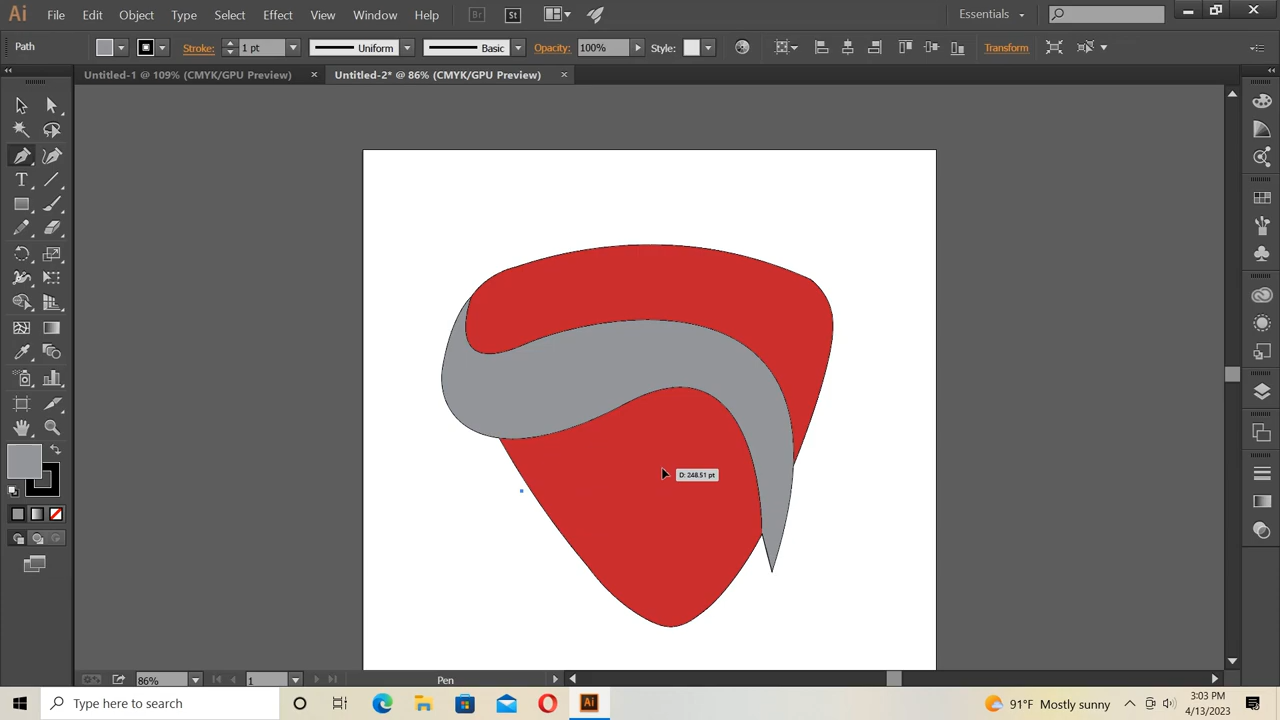 Ai File Edit Object Type Select Effect View Window Help Br St Essentials
Path Stroke: 1 pt Uniform Basic Opacity: 100% Style: Transform
Untitled-1 @ 109% (CMYK/GPU Preview) × Untitled-2* @ 86% (CMYK/GPU Preview) ×
D: 248.51 pt
86% 1 Pen
Type here to search Ai 91°F Mostly sunny 3:03 PM
4/13/2023